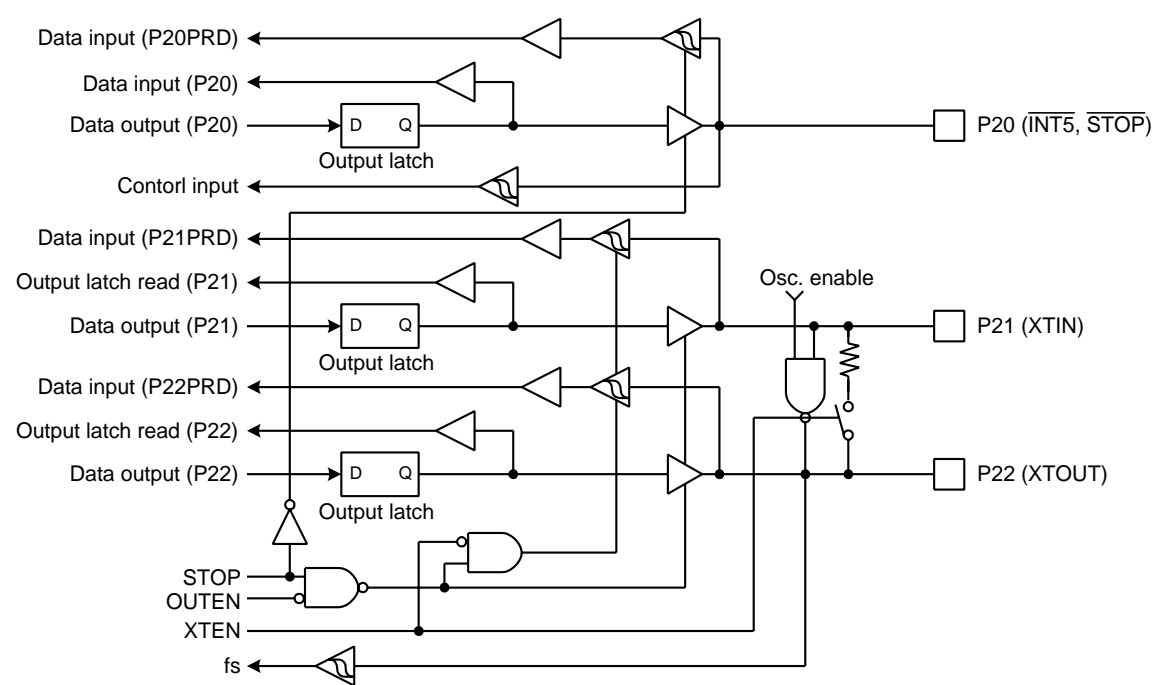 Data input (P20PRD)
Data input (P20)
Data output (P20)
D Q
Output latch
P20 (INT5, STOP)
Contorl input
Data input (P21PRD)
Output latch read (P21)
Osc. enable
Data output (P21)
D Q
Output latch
P21 (XTIN)
Data input (P22PRD)
Output latch read (P22)
Data output (P22)
D Q
Output latch
P22 (XTOUT)
STOP
OUTEN
XTEN
fs